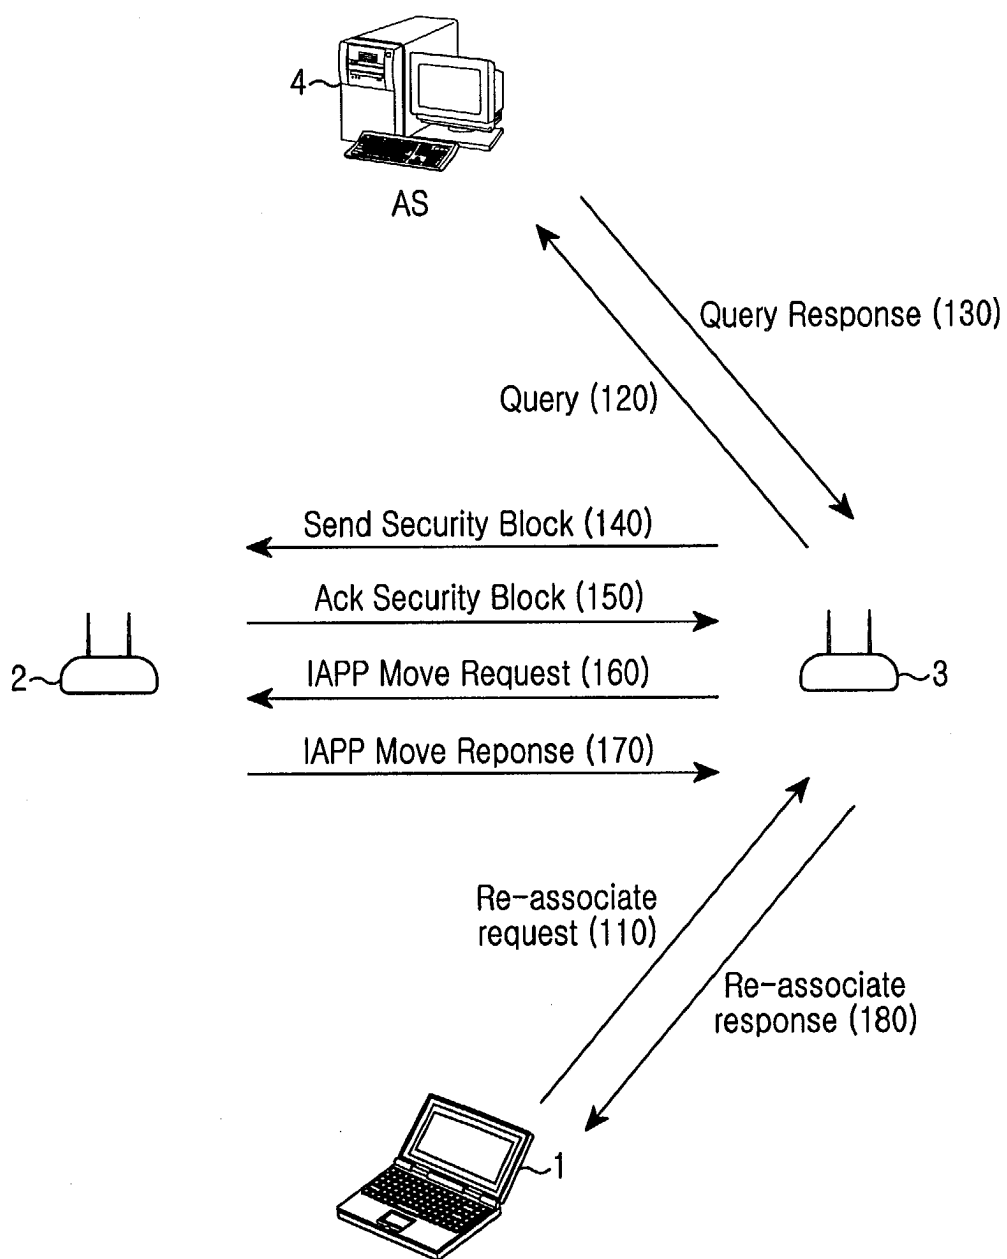 4
AS
Query Response (130)
Query (120)
Send Security Block (140)
Ack Security Block (150)
2
IAPP Move Request (160)
3
IAPP Move Reponse (170)
Re-associate
request (110)
Re-associate
response (180)
1